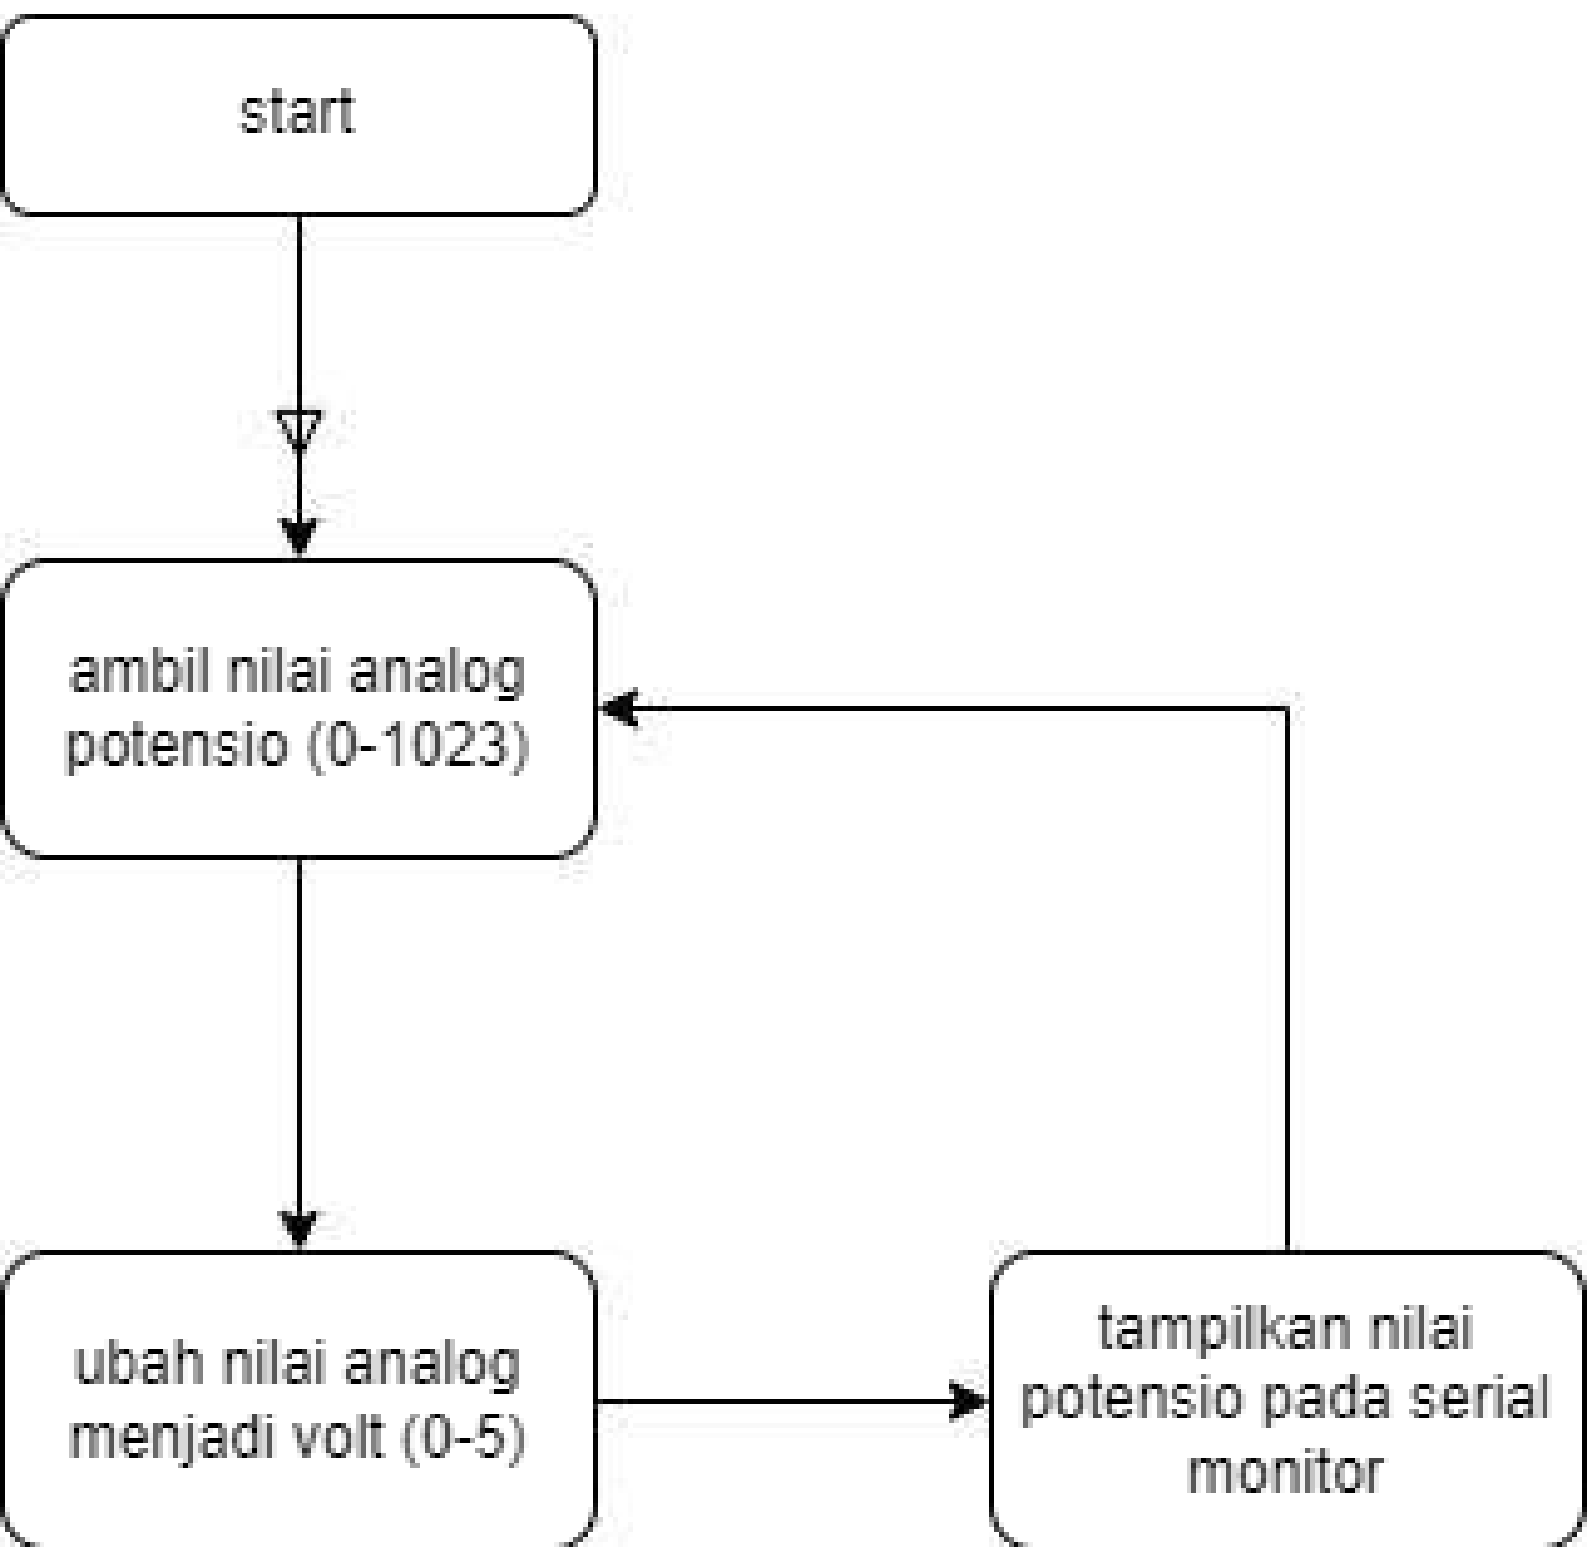 start
ambil nilai analog
potensio (0-1023)
ubah nilai analog
menjadi volt (0-5)
tampilkan nilai
potensio pada serial
monitor